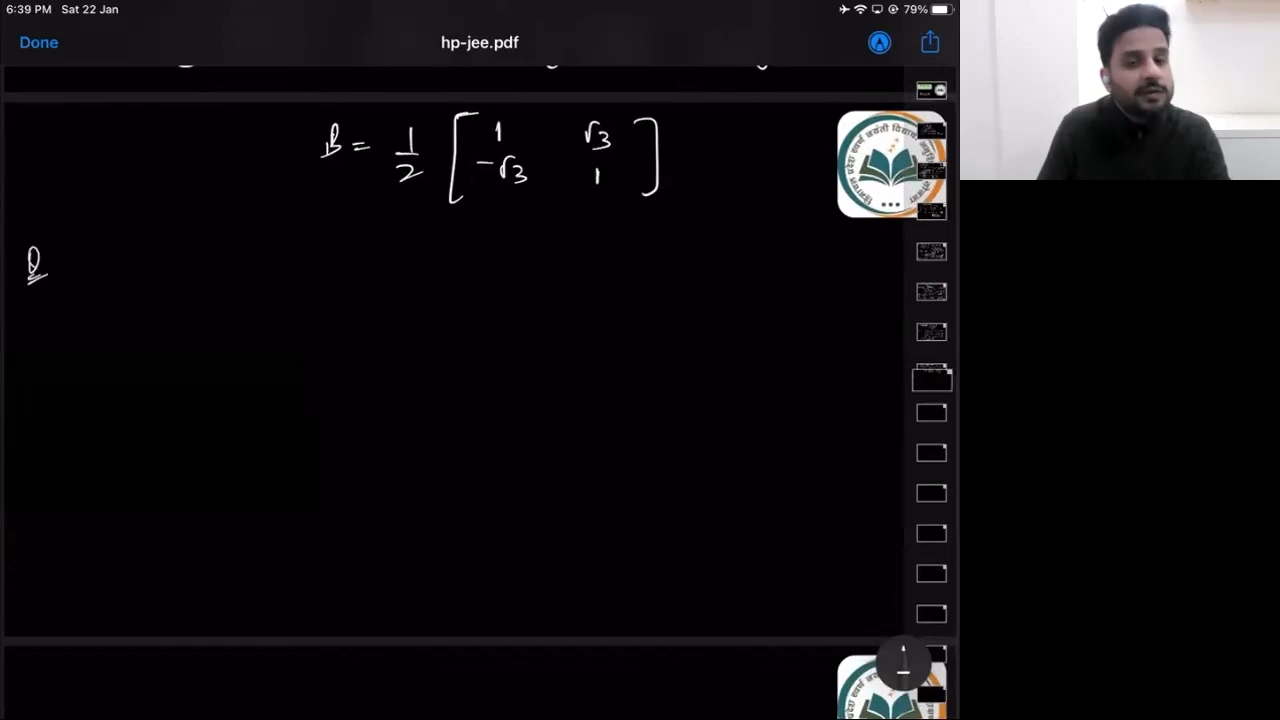 6:39 PM Sat 22 Jan
79%
Done
hp-jee.pdf
B = 1/2 [ 1 √3
-√3 1 ]
Q